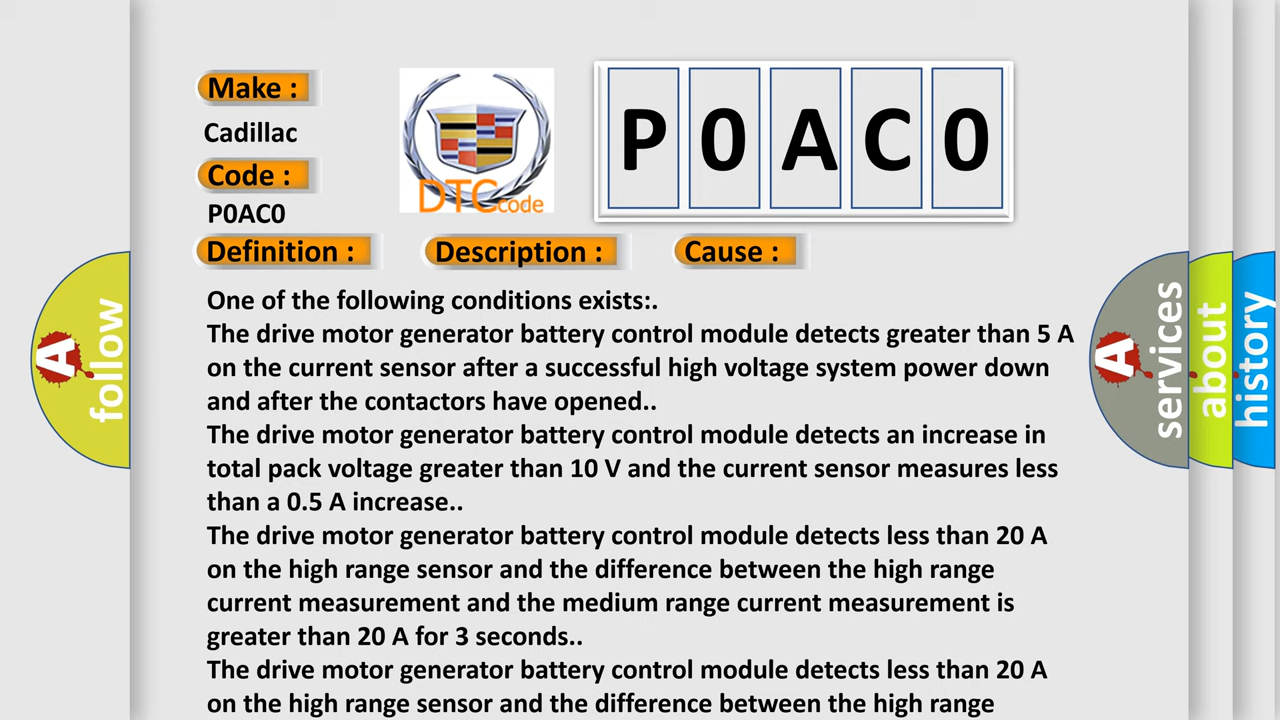 Make :
Cadillac
Code :
P0AC0
DTC code
P0AC0
Definition :
Description :
Cause :
One of the following conditions exists:.
The drive motor generator battery control module detects greater than 5 A
on the current sensor after a successful high voltage system power down
and after the contactors have opened..
The drive motor generator battery control module detects an increase in
total pack voltage greater than 10 V and the current sensor measures less
than a 0.5 A increase..
The drive motor generator battery control module detects less than 20 A
on the high range sensor and the difference between the high range
current measurement and the medium range current measurement is
greater than 20 A for 3 seconds..
The drive motor generator battery control module detects less than 20 A
on the high range sensor and the difference between the high range
A
follow
A
services
about
history